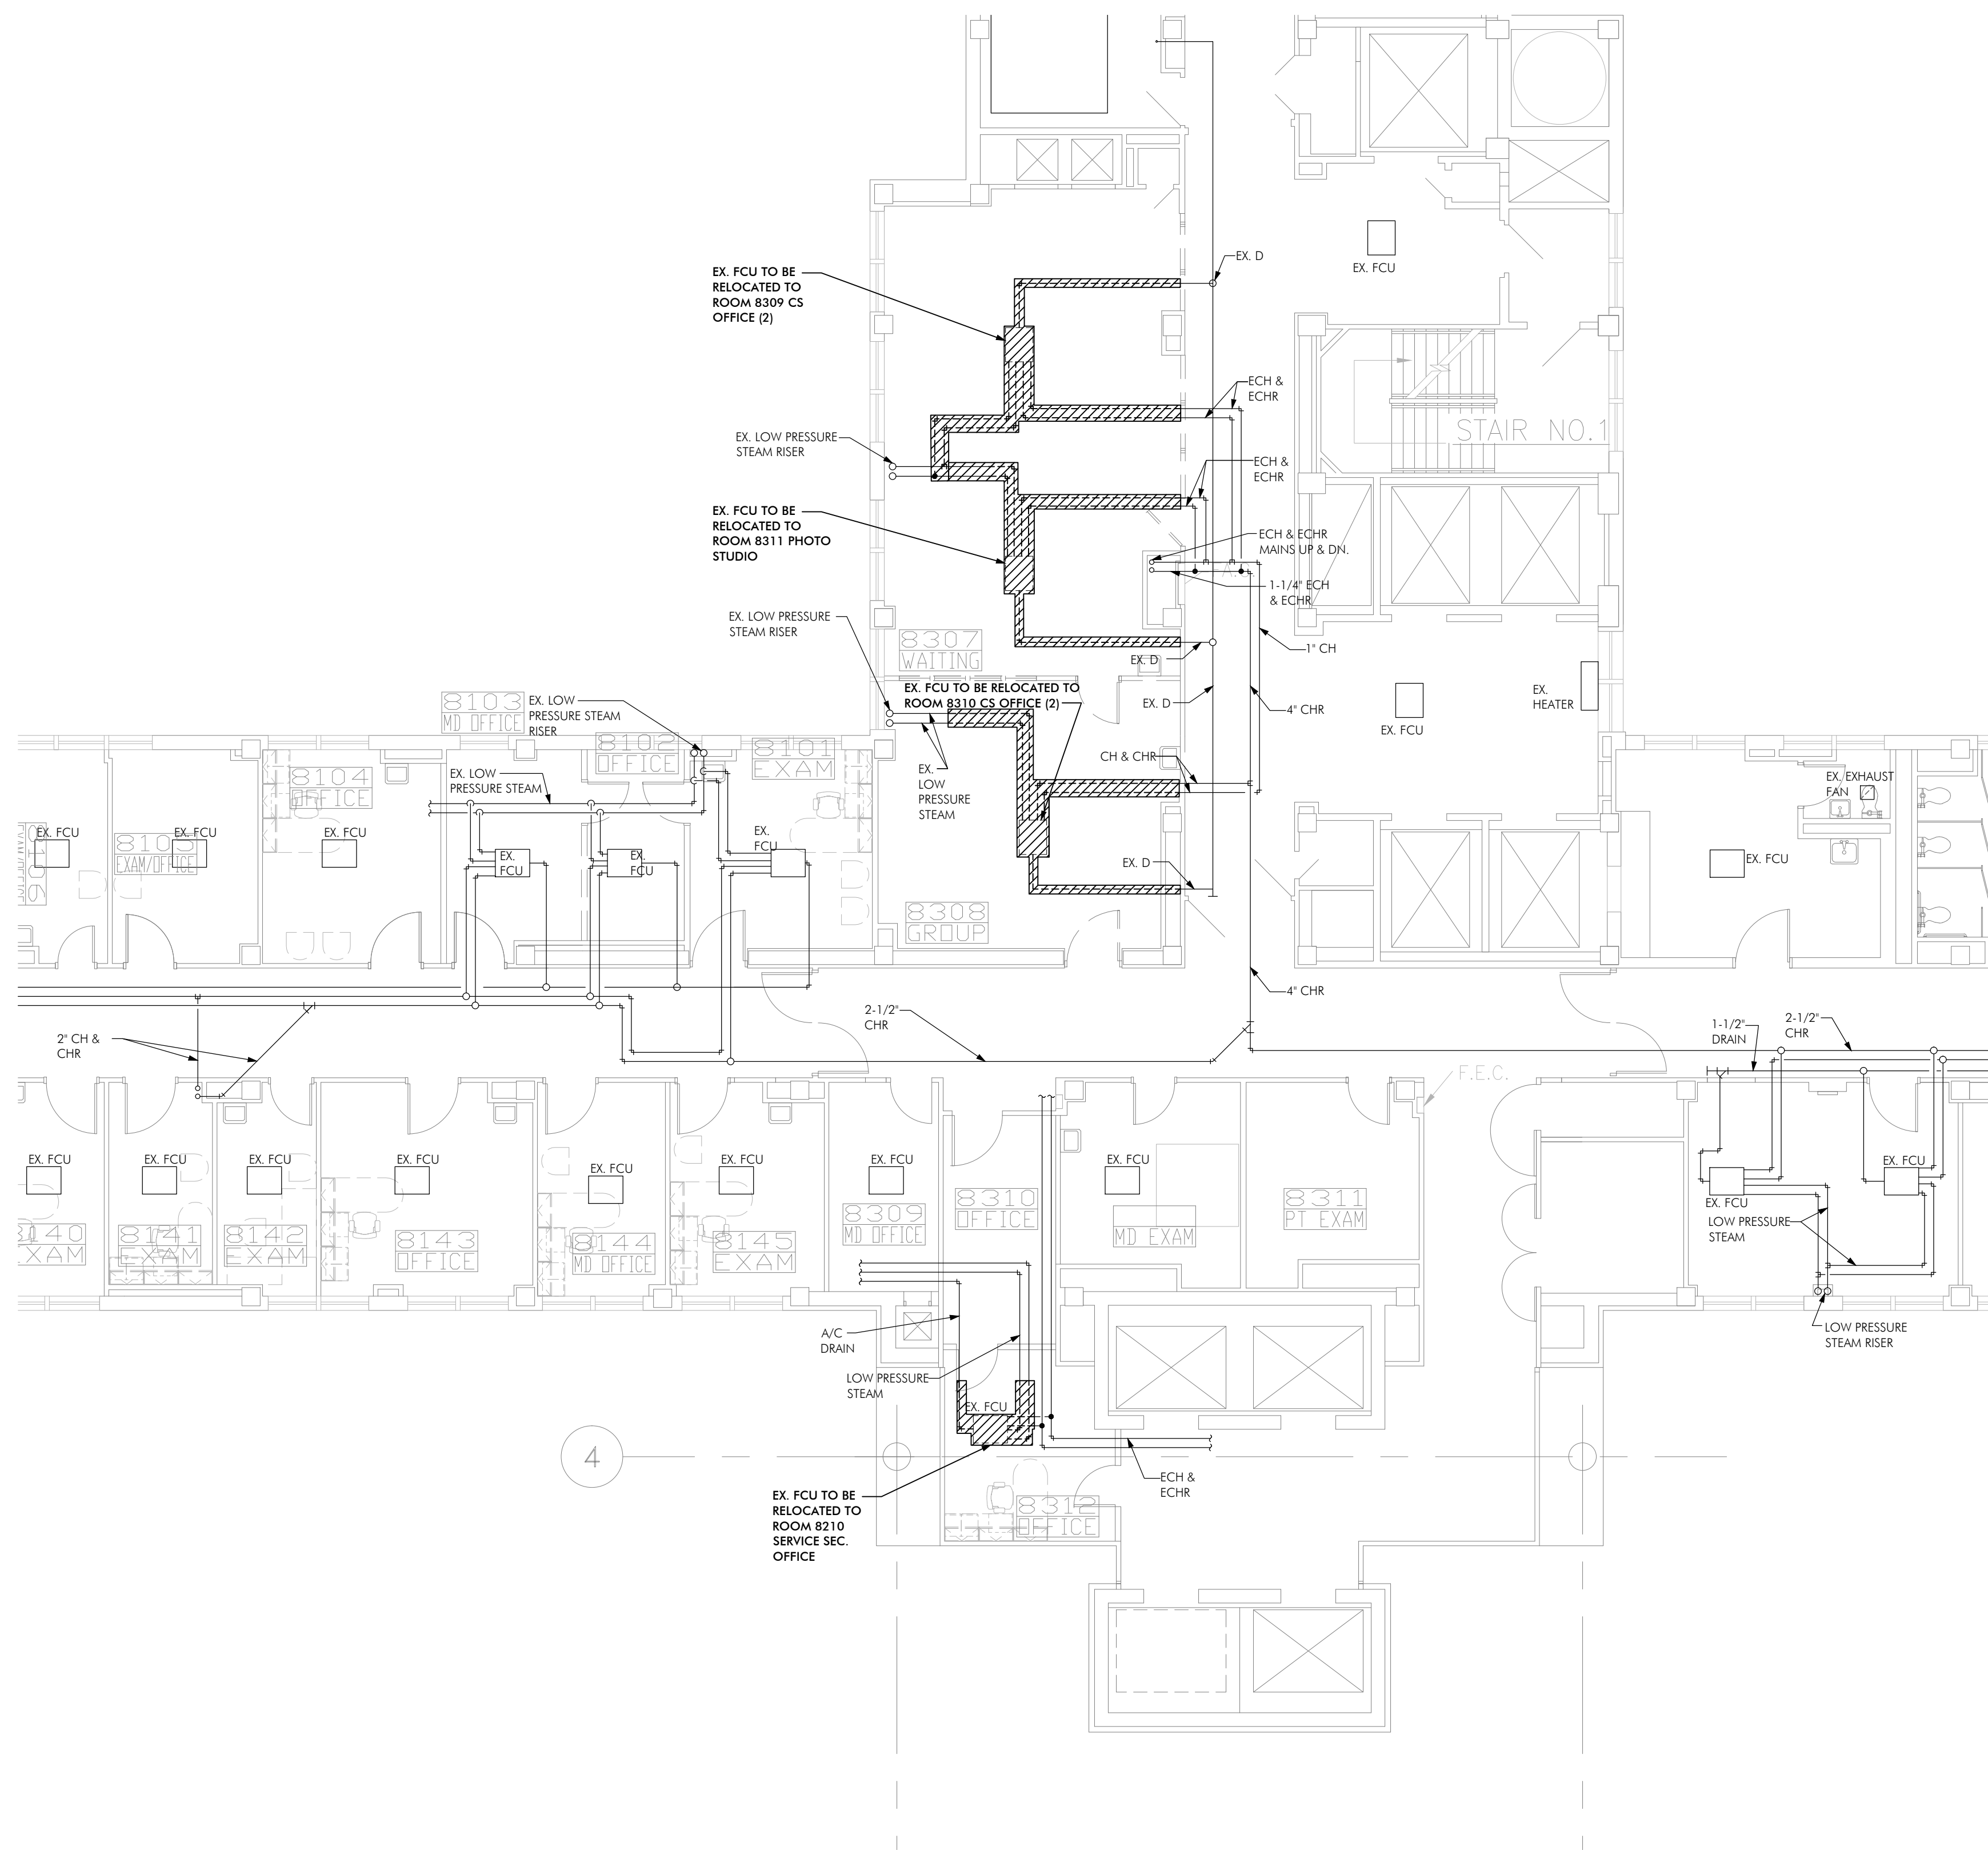 EX. D
EX. FCU
EX. FCU TO BE
RELOCATED TO
ROOM 8309 CS
OFFICE (2)
ECH &
ECHR
STAIR NO.1
EX. LOW PRESSURE
STEAM RISER
ECH &
ECHR
EX. FCU TO BE
RELOCATED TO
ROOM 8311 PHOTO
STUDIO
ECH & ECHR
MAINS UP & DN.
1-1/4" ECH
& ECHR
EX. LOW PRESSURE
STEAM RISER
8307
WAITING
1" CH
EX. D
EX. FCU TO BE RELOCATED TO
ROOM 8310 CS OFFICE (2)
EX. D
4" CHR
EX. FCU
EX.
HEATER
8103
MD OFFICE
EX. LOW
PRESSURE STEAM
RISER
8102
OFFICE
8101
EXAM
8104
OFFICE
EX. LOW
PRESSURE STEAM
EX.
LOW
PRESSURE
STEAM
CH & CHR
EX. EXHAUST
FAN
EX. FCU
8105
EXAM/OFFICE
EX. FCU
EX. FCU
EX.
FCU
EX.
FCU
EX.
FCU
EX. D
EX. FCU
8106
EXAM/OFFICE
8308
GROUP
4" CHR
2-1/2"
CHR
2" CH &
CHR
1-1/2"
DRAIN
2-1/2"
CHR
F.E.C.
EX. FCU
EX. FCU
EX. FCU
EX. FCU
EX. FCU
EX. FCU
EX. FCU
EX. FCU
EX. FCU
EX. FCU
8140
EXAM
8141
EXAM
8142
EXAM
8143
OFFICE
8144
MD OFFICE
8145
EXAM
8309
MD OFFICE
8310
OFFICE
MD EXAM
8311
PT EXAM
LOW PRESSURE
STEAM
A/C
DRAIN
LOW PRESSURE
STEAM RISER
LOW PRESSURE
STEAM
EX. FCU
4
ECH &
ECHR
EX. FCU TO BE
RELOCATED TO
ROOM 8210
SERVICE SEC.
OFFICE
8312
OFFICE